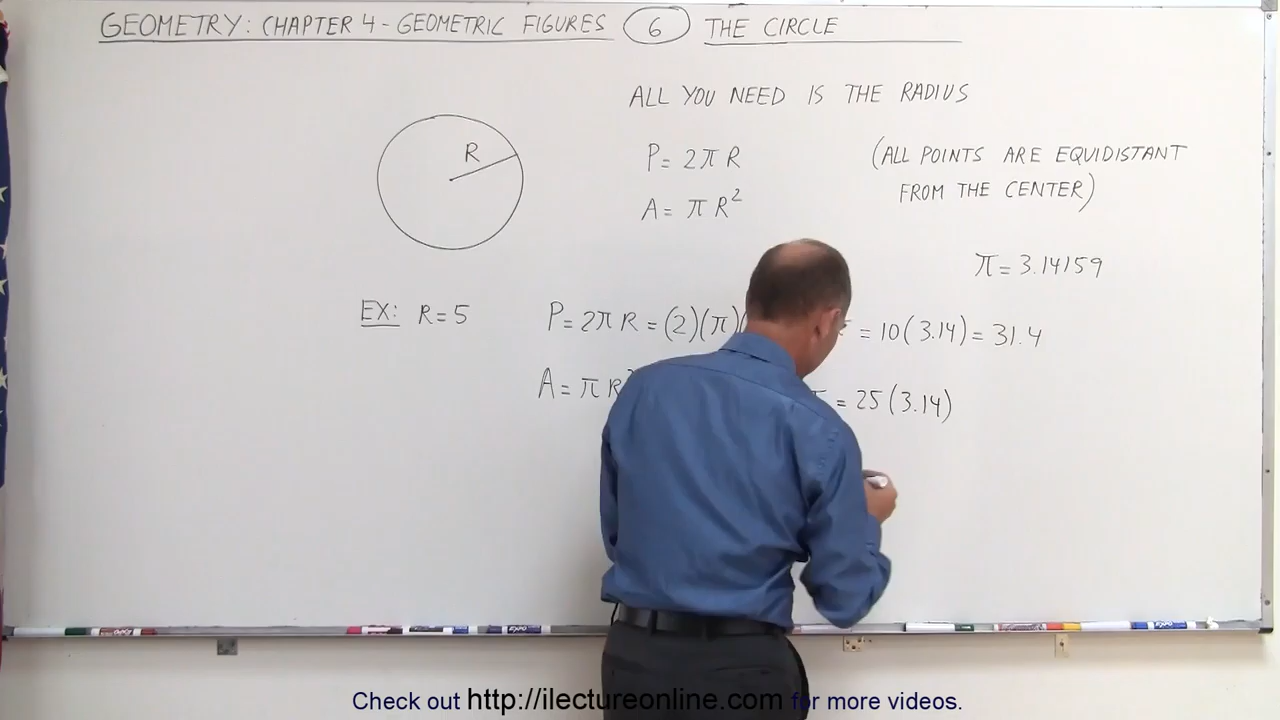 GEOMETRY: CHAPTER 4 - GEOMETRIC FIGURES 6 THE CIRCLE
ALL YOU NEED IS THE RADIUS
R
P = 2π R
(ALL POINTS ARE EQUIDISTANT
FROM THE CENTER)
A = π R²
π = 3.14159
EX: R = 5
P = 2π R = (2)(π)( = 10(3.14) = 31.4
A = π R² = 25(3.14)
EXPO
Check out http://ilectureonline.com for more videos.